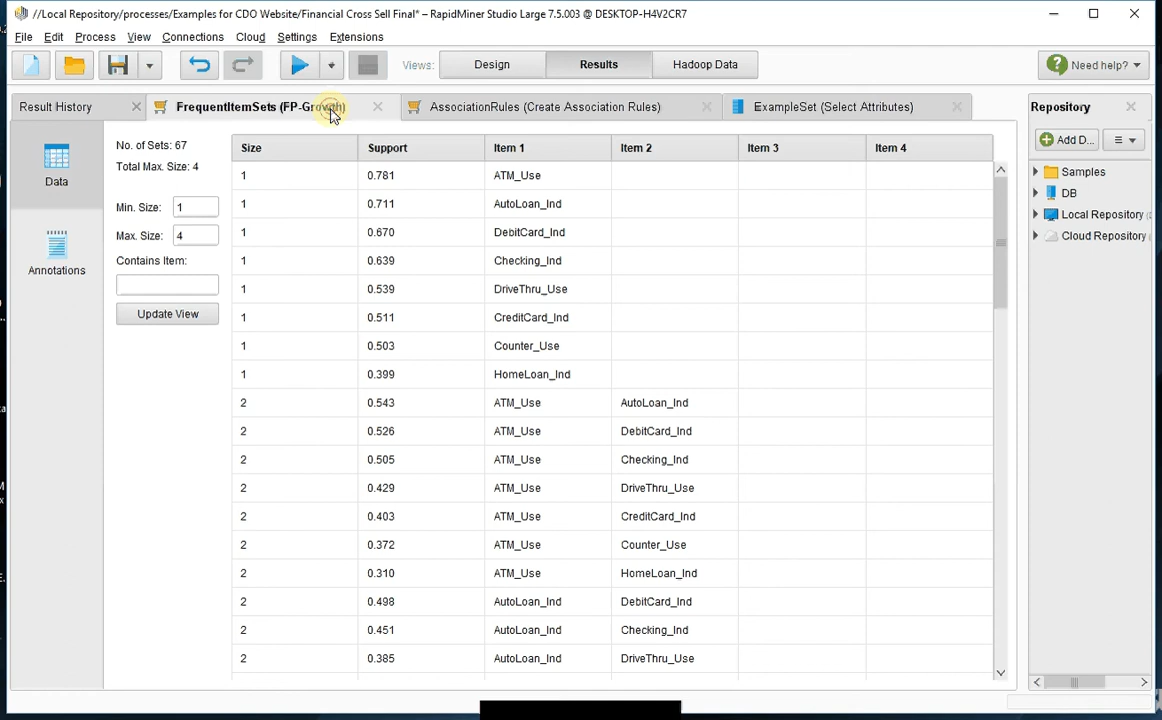 //Local Repository/processes/Examples for CDO Website/Financial Cross Sell Final* – RapidMiner Studio Large 7.5.003 @ DESKTOP-H4V2CR7
File Edit Process View Connections Cloud Settings Extensions
Views: Design Results Hadoop Data Need help?
Result History FrequentItemSets (FP-Growth) AssociationRules (Create Association Rules) ExampleSet (Select Attributes) Repository
Data
Annotations
No. of Sets: 67
Total Max. Size: 4
Min. Size: 1
Max. Size: 4
Contains Item:
Update View
Size Support Item 1 Item 2 Item 3 Item 4
1 0.781 ATM_Use
1 0.711 AutoLoan_Ind
1 0.670 DebitCard_Ind
1 0.639 Checking_Ind
1 0.539 DriveThru_Use
1 0.511 CreditCard_Ind
1 0.503 Counter_Use
1 0.399 HomeLoan_Ind
2 0.543 ATM_Use AutoLoan_Ind
2 0.526 ATM_Use DebitCard_Ind
2 0.505 ATM_Use Checking_Ind
2 0.429 ATM_Use DriveThru_Use
2 0.403 ATM_Use CreditCard_Ind
2 0.372 ATM_Use Counter_Use
2 0.310 ATM_Use HomeLoan_Ind
2 0.498 AutoLoan_Ind DebitCard_Ind
2 0.451 AutoLoan_Ind Checking_Ind
2 0.385 AutoLoan_Ind DriveThru_Use
Add D...
Samples
DB
Local Repository
Cloud Repository